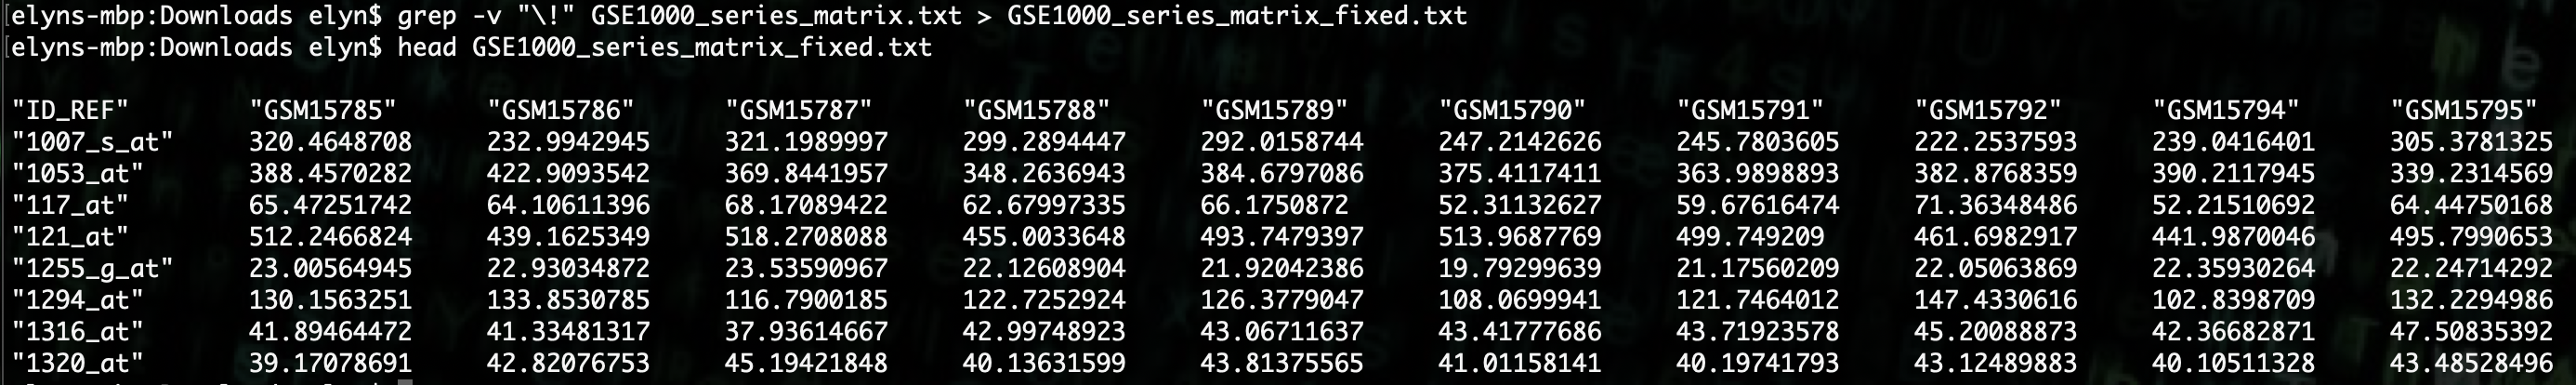 [elyns-mbp:Downloads elyn$ grep -v "\!" GSE1000_series_matrix.txt > GSE1000_series_matrix_fixed.txt
[elyns-mbp:Downloads elyn$ head GSE1000_series_matrix_fixed.txt
"ID_REF" "GSM15785" "GSM15786" "GSM15787" "GSM15788" "GSM15789" "GSM15790" "GSM15791" "GSM15792" "GSM15794" "GSM15795"
"1007_s_at" 320.4648708 232.9942945 321.1989997 299.2894447 292.0158744 247.2142626 245.7803605 222.2537593 239.0416401 305.3781325
"1053_at" 388.4570282 422.9093542 369.8441957 348.2636943 384.6797086 375.4117411 363.9898893 382.8768359 390.2117945 339.2314569
"117_at" 65.47251742 64.10611396 68.17089422 62.67997335 66.1750872 52.31132627 59.67616474 71.36348486 52.21510692 64.44750168
"121_at" 512.2466824 439.1625349 518.2708088 455.0033648 493.7479397 513.9687769 499.749209 461.6982917 441.9870046 495.7990653
"1255_g_at" 23.00564945 22.93034872 23.53590967 22.12608904 21.92042386 19.79299639 21.17560209 22.05063869 22.35930264 22.24714292
"1294_at" 130.1563251 133.8530785 116.7900185 122.7252924 126.3779047 108.0699941 121.7464012 147.4330616 102.8398709 132.2294986
"1316_at" 41.89464472 41.33481317 37.93614667 42.99748923 43.06711637 43.41777686 43.71923578 45.20088873 42.36682871 47.50835392
"1320_at" 39.17078691 42.82076753 45.19421848 40.13631599 43.81375565 41.01158141 40.19741793 43.12489883 40.10511328 43.48528496